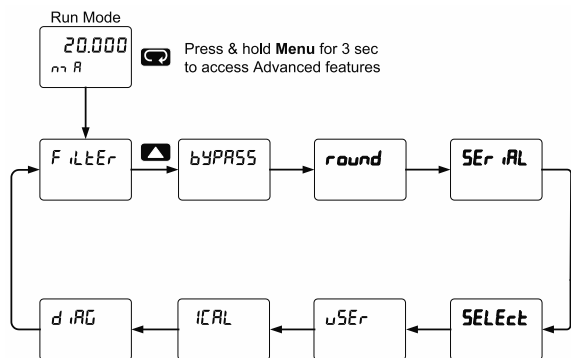 Run Mode
20.000
mA
Press & hold Menu for 3 sec
to access Advanced features
FiLtEr
bYPASS
round
SEriAL
diAG
ICAL
uSEr
SELEct